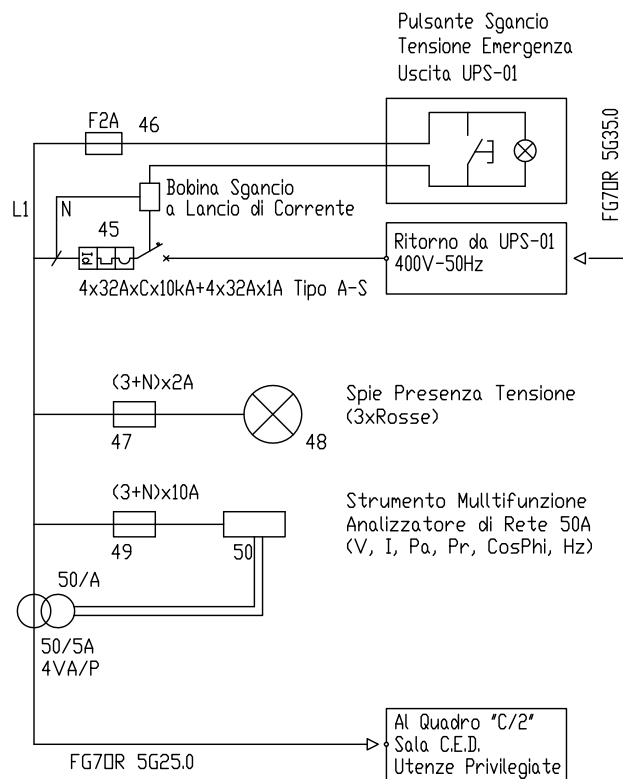 Pulsante Sgancio
Tensione Emergenza
Uscita UPS-01
F2A
46
FG7OR 5G35.0
L1
N
Bobina Sgancio
a Lancio di Corrente
45
Id
Ritorno da UPS-01
400V-50Hz
4x32AxCx10kA+4x32Ax1A Tipo A-S
(3+N)x2A
47
48
Spie Presenza Tensione
(3xRosse)
(3+N)x10A
49
50
Strumento Mulltifunzione
Analizzatore di Rete 50A
(V, I, Pa, Pr, CosPhi, Hz)
50/A
50/5A
4VA/P
FG7OR 5G25.0
Al Quadro "C/2"
Sala C.E.D.
Utenze Privilegiate